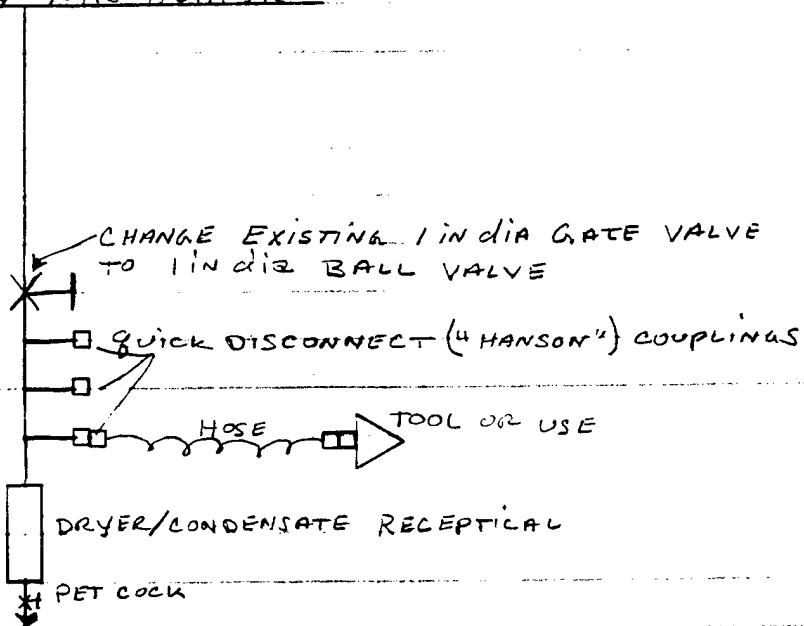 CHANGE EXISTING 1 IN diA GATE VALVE
TO 1 IN dia BALL VALVE
quick DISCONNECT ("HANSON") COUPLINGS
HOSE
TOOL OR USE
DRYER/CONDENSATE RECEPTICAL
PET COCK